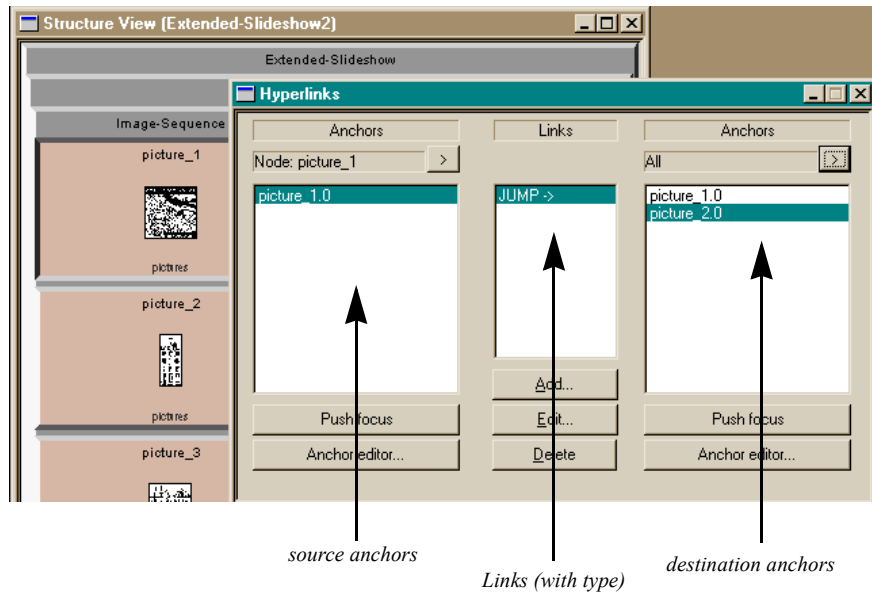 Structure View (Extended-Slideshow2)
Extended-Slideshow
Hyperlinks
Image-Sequence
picture_1
pictures
picture_2
pictures
picture_3
Anchors
Links
Anchors
Node: picture_1
>
All
>
picture_1.0
JUMP ->
picture_1.0
picture_2.0
Add...
Push focus
Edit...
Push focus
Anchor editor...
Delete
Anchor editor...
source anchors
Links (with type)
destination anchors